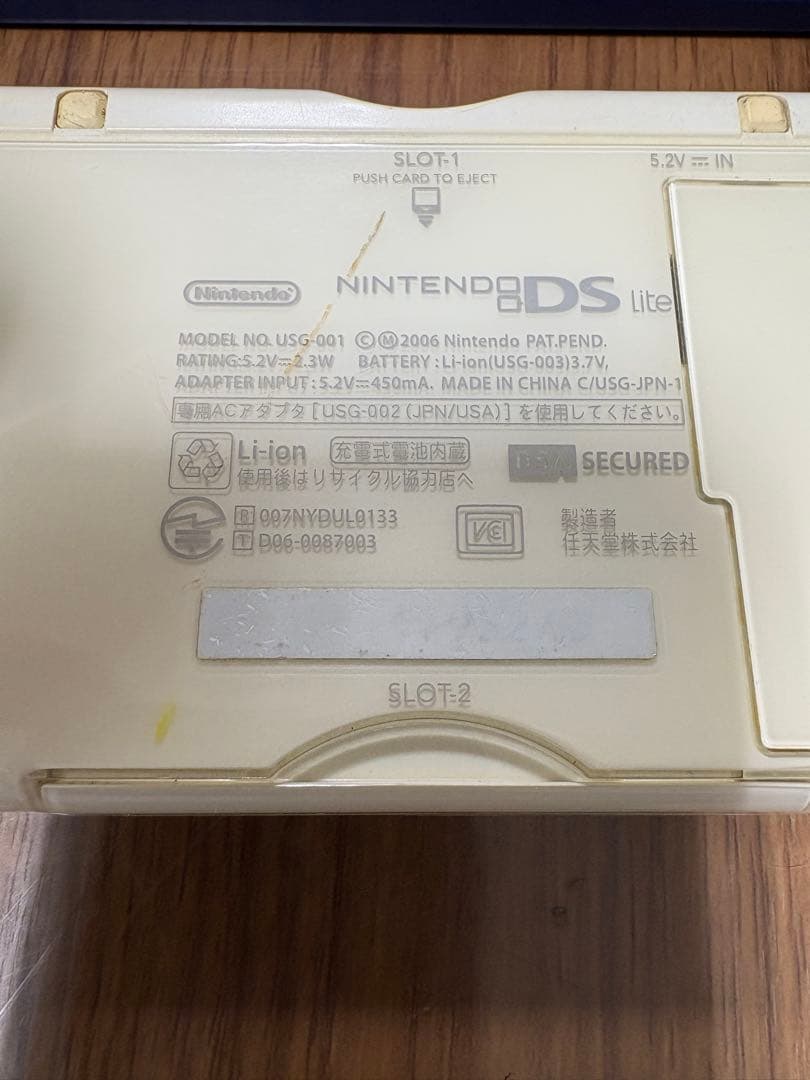 SLOT-1
PUSH CARD TO EJECT
5.2V ⎓ IN
Nintendo
NINTENDO DS Lite
MODEL NO. USG-001 ⒸⓂ2006 Nintendo PAT.PEND.
RATING:5.2V⎓2.3W BATTERY : Li-ion(USG-003)3.7V,
ADAPTER INPUT : 5.2V⎓450mA. MADE IN CHINA C/USG-JPN-1
専用ACアダプタ [USG-002 (JPN/USA)] を使用してください。
Li-ion 充電式電池内蔵
使用後はリサイクル協力店へ
RSA SECURED
R 007NYDUL0133
T D06-0087003
VCI
製造者
任天堂株式会社
SLOT-2